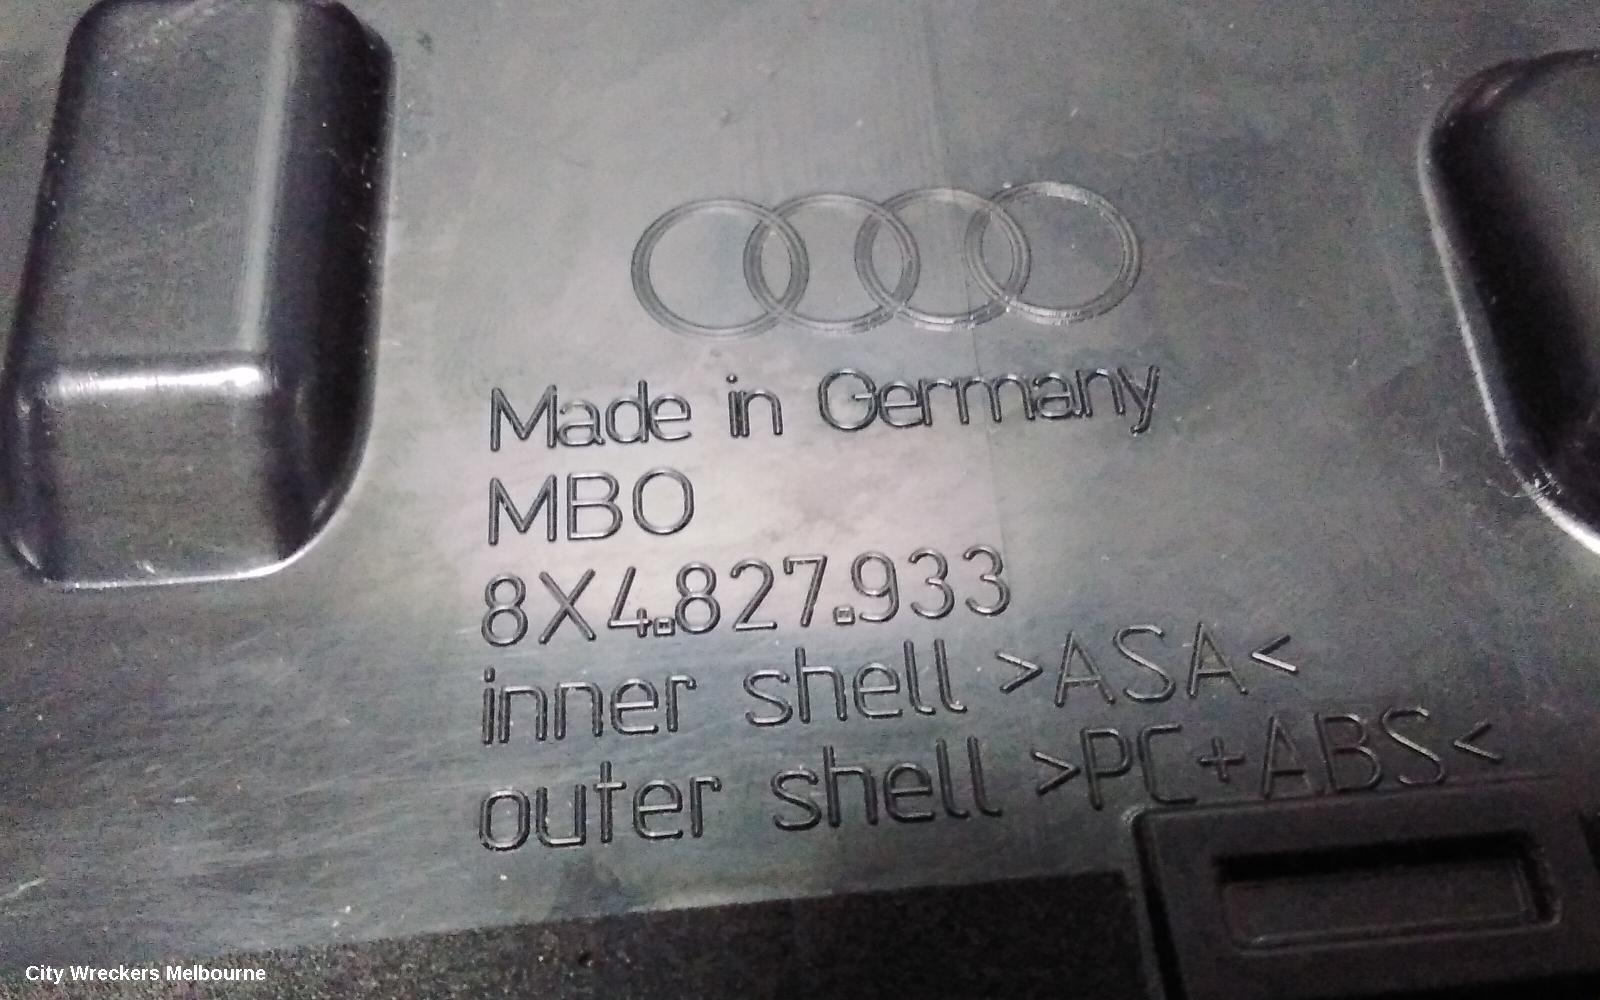 Made in Germany
MBO
8X4.827.933
inner shell >ASA<
outer shell >PC+ABS<
City Wreckers Melbourne